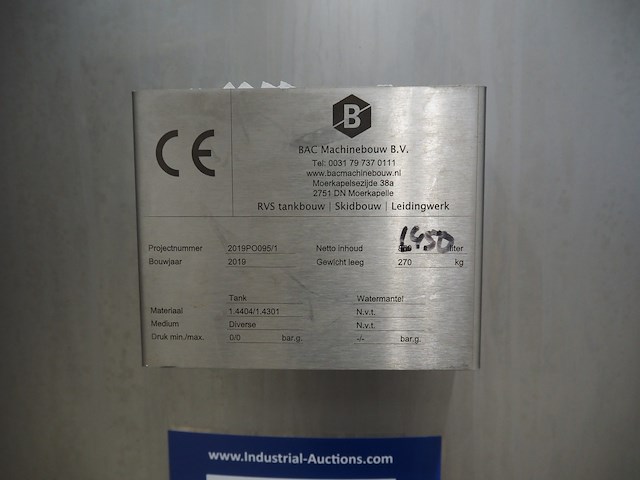 CE
B
BAC Machinebouw B.V.
Tel: 0031 79 737 0111
www.bacmachinebouw.nl
Moerkapelsezijde 38a
2751 DN Moerkapelle
RVS tankbouw | Skidbouw | Leidingwerk
Projectnummer 2019PO095/1 Netto inhoud 1450 liter
Bouwjaar 2019 Gewicht leeg 270 kg
Tank Watermantel
Materiaal 1.4404/1.4301 N.v.t.
Medium Diverse N.v.t.
Druk min./max. 0/0 bar.g. -/- bar.g.
www.Industrial-Auctions.com